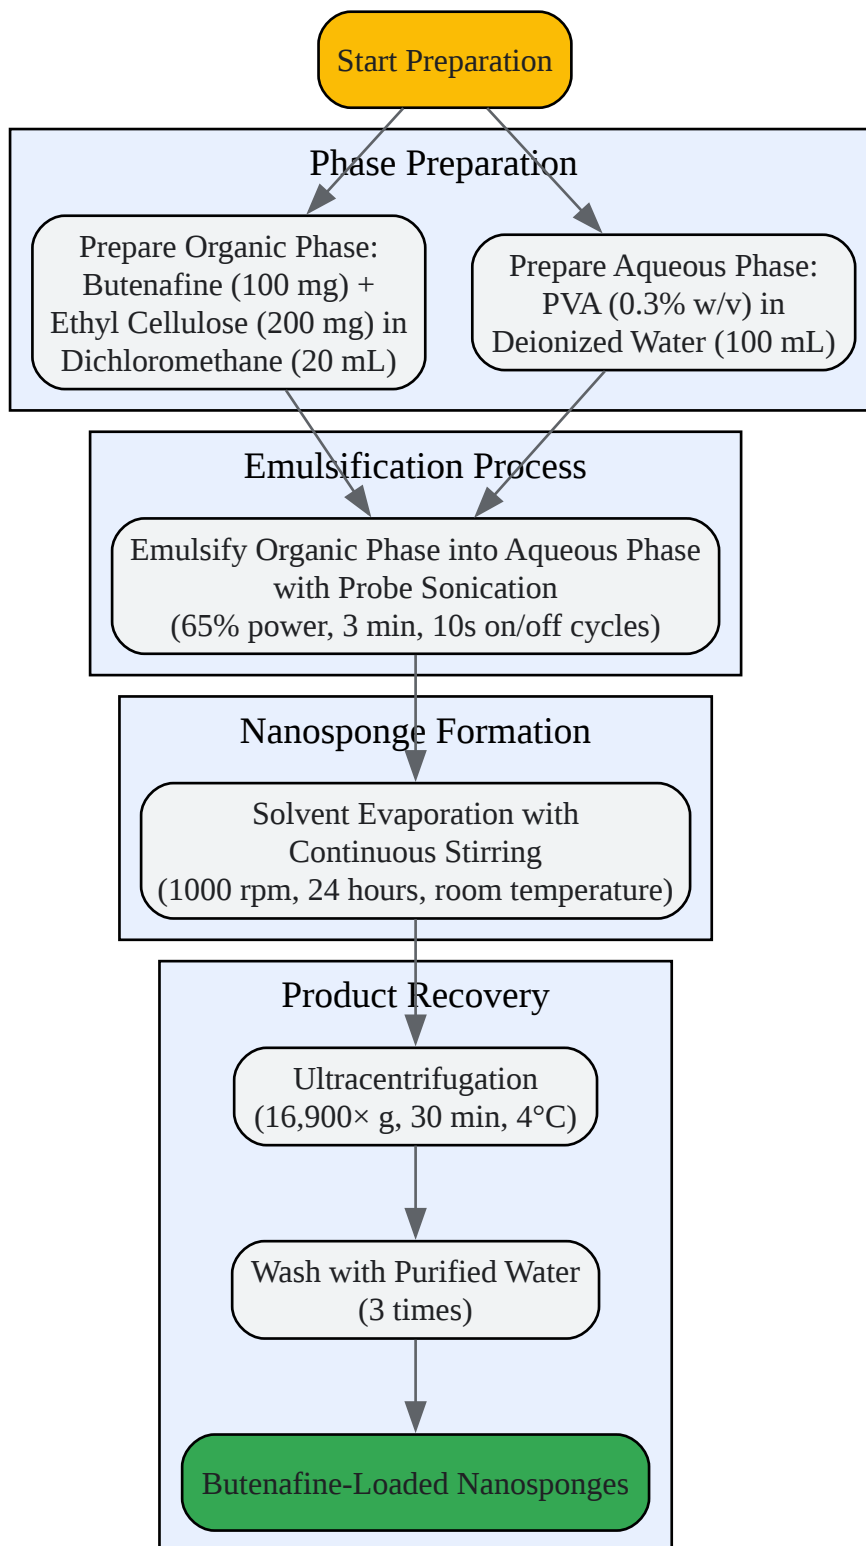 Start Preparation
Phase Preparation
Prepare Organic Phase:
Butenafine (100 mg) +
Ethyl Cellulose (200 mg) in
Dichloromethane (20 mL)
Prepare Aqueous Phase:
PVA (0.3% w/v) in
Deionized Water (100 mL)
Emulsification Process
Emulsify Organic Phase into Aqueous Phase
with Probe Sonication
(65% power, 3 min, 10s on/off cycles)
Nanosponge Formation
Solvent Evaporation with
Continuous Stirring
(1000 rpm, 24 hours, room temperature)
Product Recovery
Ultracentrifugation
(16,900× g, 30 min, 4°C)
Wash with Purified Water
(3 times)
Butenafine-Loaded Nanosponges